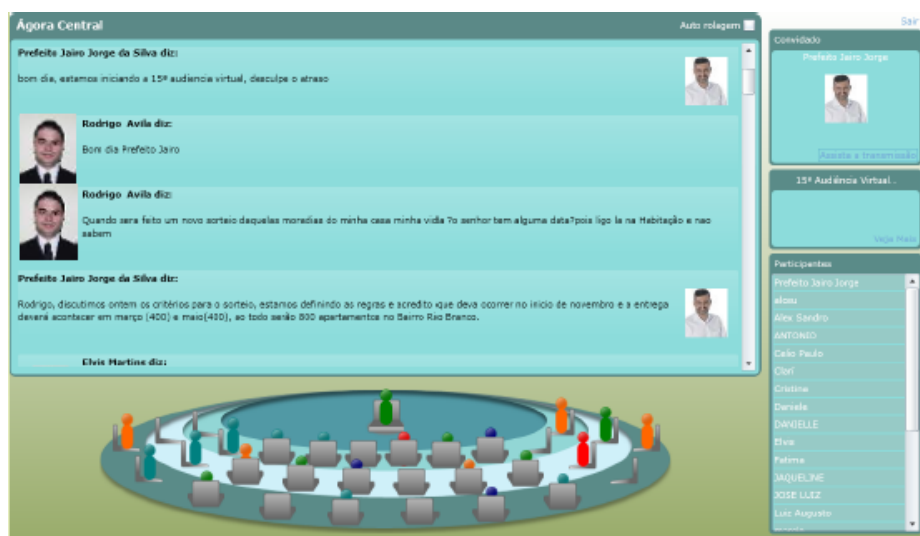 Ágora Central
Auto rolagem
Prefeito Jairo Jorge da Silva diz:
bom dia, estamos iniciando a 15ª audiencia virtual, desculpe o atraso
Rodrigo Avila diz:
Bom dia Prefeito Jairo
Rodrigo Avila diz:
Quando sera feito um novo sorteio daquelas moredias do minha casa minha vidla ?o senhor tem alguma data?pois ligo la na Habitação e nao
sabem
Prefeito Jairo Jorge da Silva diz:
Rodrigo, discutimos ontem os critérios para o sorteio, estamos definindo as regras e acredito que deva ocorrer no inicio de novembro e a entrega
deverá acontecer em março (400) e maio(400), ao todo serão 800 apartamentos no Bairro Rio Branco.
Elvis Martins diz:
Sair
Convidado
Prefeito Jairo Jorge
Assista a transmissão
15ª Audiência Virtual..
Veja Mais
Participentes
Prefeito Jairo Jorge
Alex Sandro
ANTONIO
Celio Paulo
Clari
Cristina
Daniele
DANIELLE
Elvis
Fatima
JAQUELINE
JOSE LUIZ
Luiz Augusto